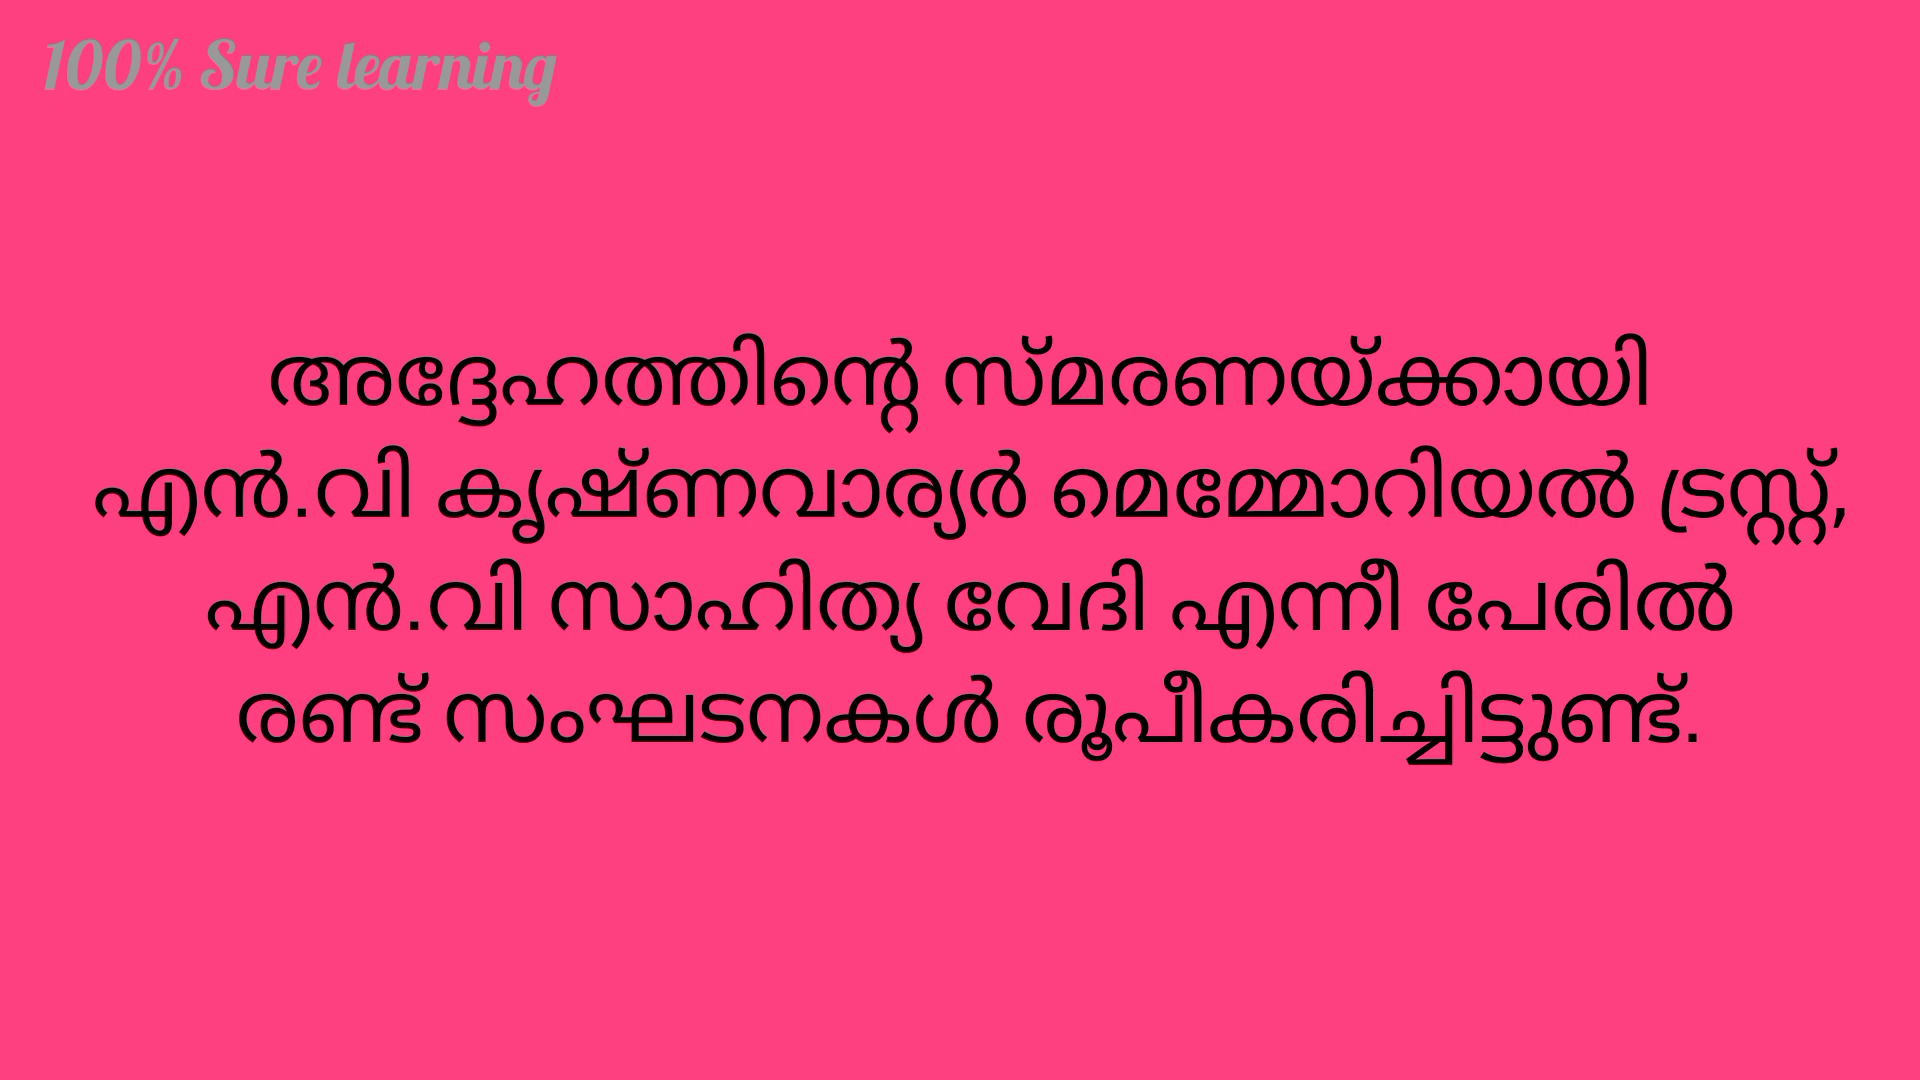 100% Sure learning
അദ്ദേഹത്തിന്റെ സ്മരണയ്ക്കായി
എൻ.വി കൃഷ്ണവാര്യർ മെമ്മോറിയൽ ട്രസ്റ്റ്,
എൻ.വി സാഹിത്യ വേദി എന്നീ പേരിൽ
രണ്ട് സംഘടനകൾ രൂപീകരിച്ചിട്ടുണ്ട്.